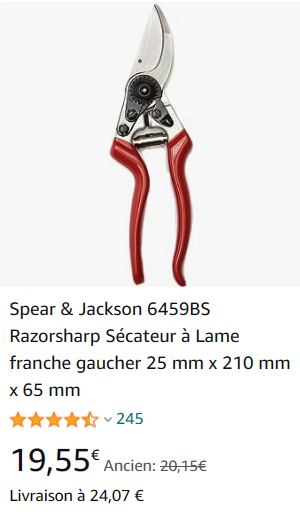 Spear & Jackson 6459BS
Razorsharp Sécateur à Lame
franche gaucher 25 mm x 210 mm
x 65 mm
245
19,55€ Ancien: 20,15€
Livraison à 24,07 €